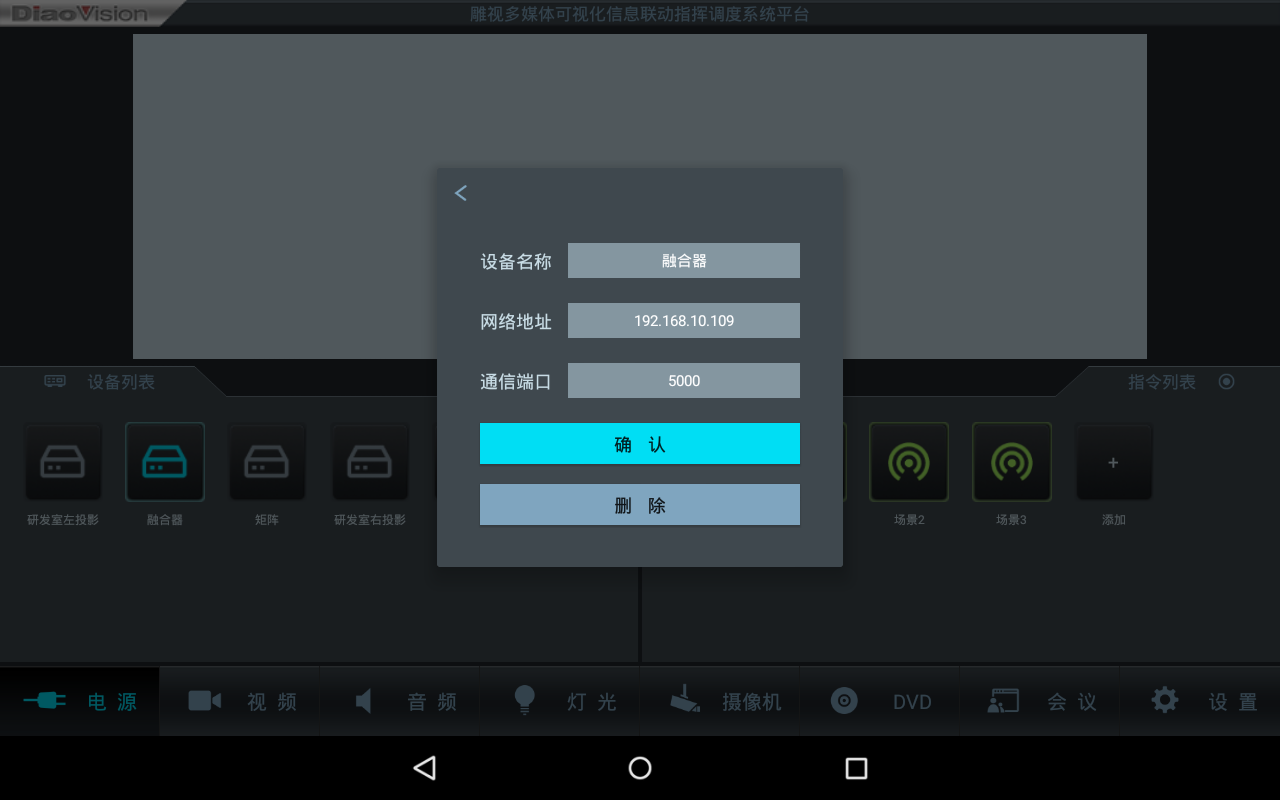 DiaoVision
雕视多媒体可视化信息联动指挥调度系统平台
设备名称 融合器
网络地址 192.168.10.109
通信端口 5000
确 认
删 除
设备列表
指令列表
研发室左投影 融合器 矩阵 研发室右投影
场景2 场景3 添加
电源 视频 音频 灯光 摄像机 DVD 会议 设置